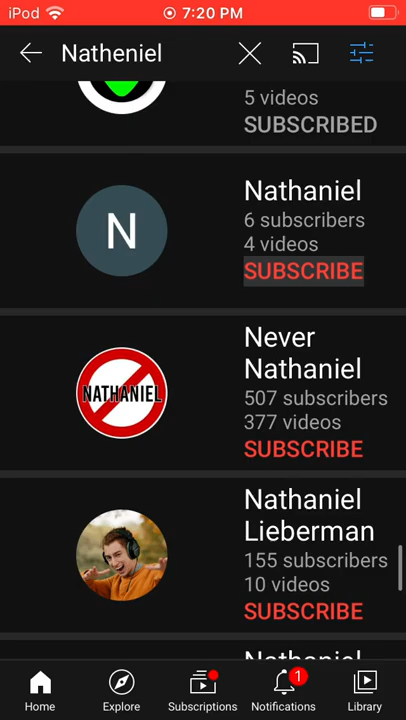 iPod 7:20 PM
Natheniel
5 videos
SUBSCRIBED
N
Nathaniel
6 subscribers
4 videos
SUBSCRIBE
NATHANIEL
Never
Nathaniel
507 subscribers
377 videos
SUBSCRIBE
Nathaniel
Lieberman
155 subscribers
10 videos
SUBSCRIBE
Nathaniel
1
Home Explore Subscriptions Notifications Library